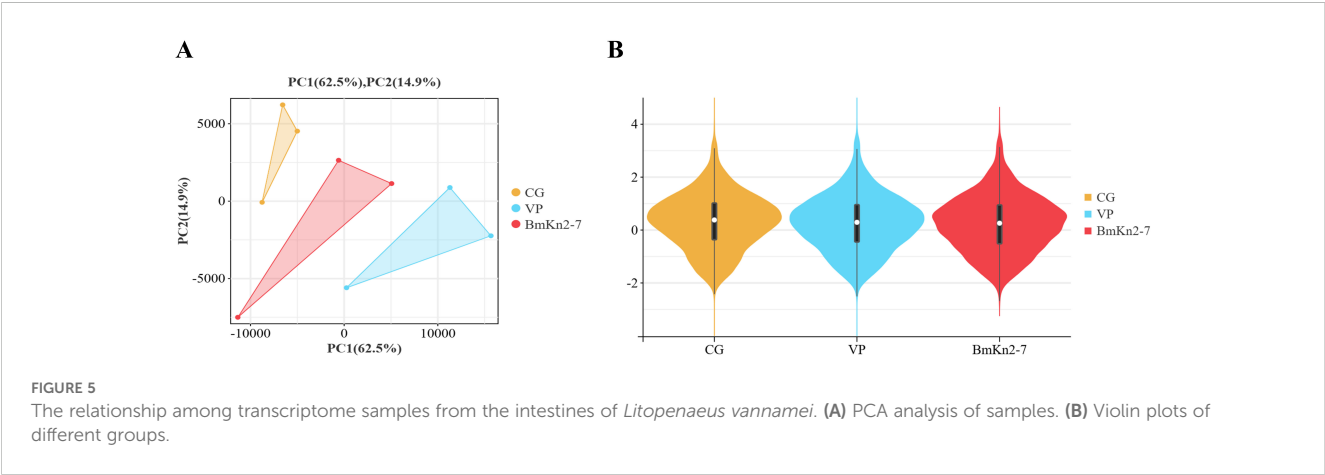 A
B
PC1(62.5%),PC2(14.9%)
PC2(14.9%)
5000
0
-5000
-10000
0
10000
PC1(62.5%)
CG
VP
BmKn2-7
4
2
0
-2
CG
VP
BmKn2-7
CG
VP
BmKn2-7
FIGURE 5
The relationship among transcriptome samples from the intestines of Litopenaeus vannamei. (A) PCA analysis of samples. (B) Violin plots of
different groups.